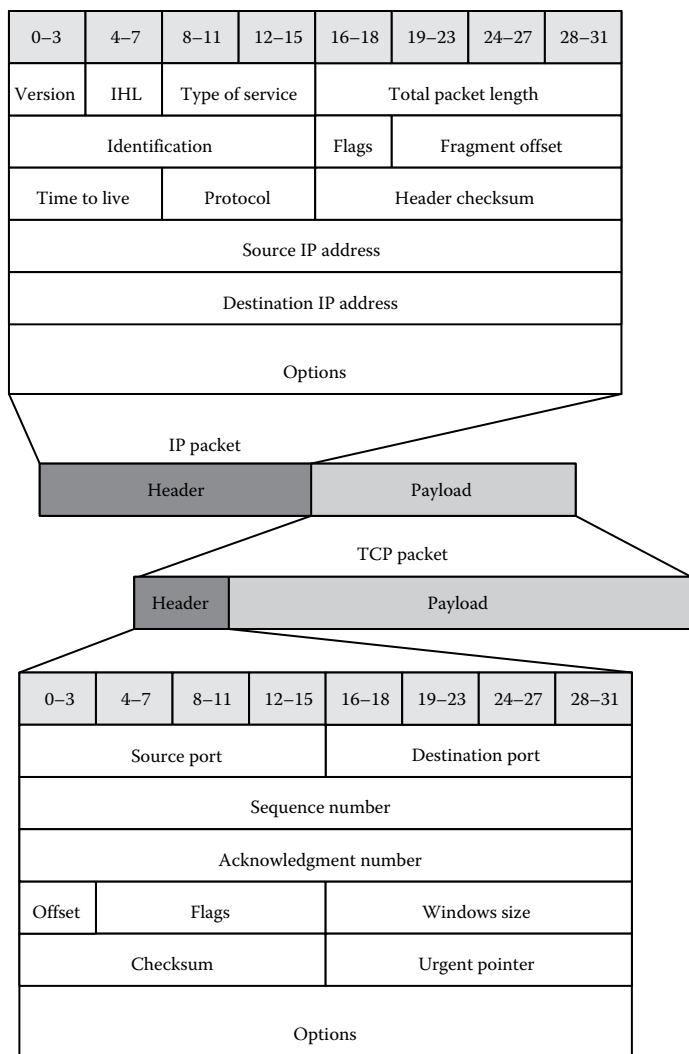 0–3 4–7 8–11 12–15 16–18 19–23 24–27 28–31
Version IHL Type of service Total packet length
Identification Flags Fragment offset
Time to live Protocol Header checksum
Source IP address
Destination IP address
Options
IP packet
Header Payload
TCP packet
Header Payload
0–3 4–7 8–11 12–15 16–18 19–23 24–27 28–31
Source port Destination port
Sequence number
Acknowledgment number
Offset Flags Windows size
Checksum Urgent pointer
Options